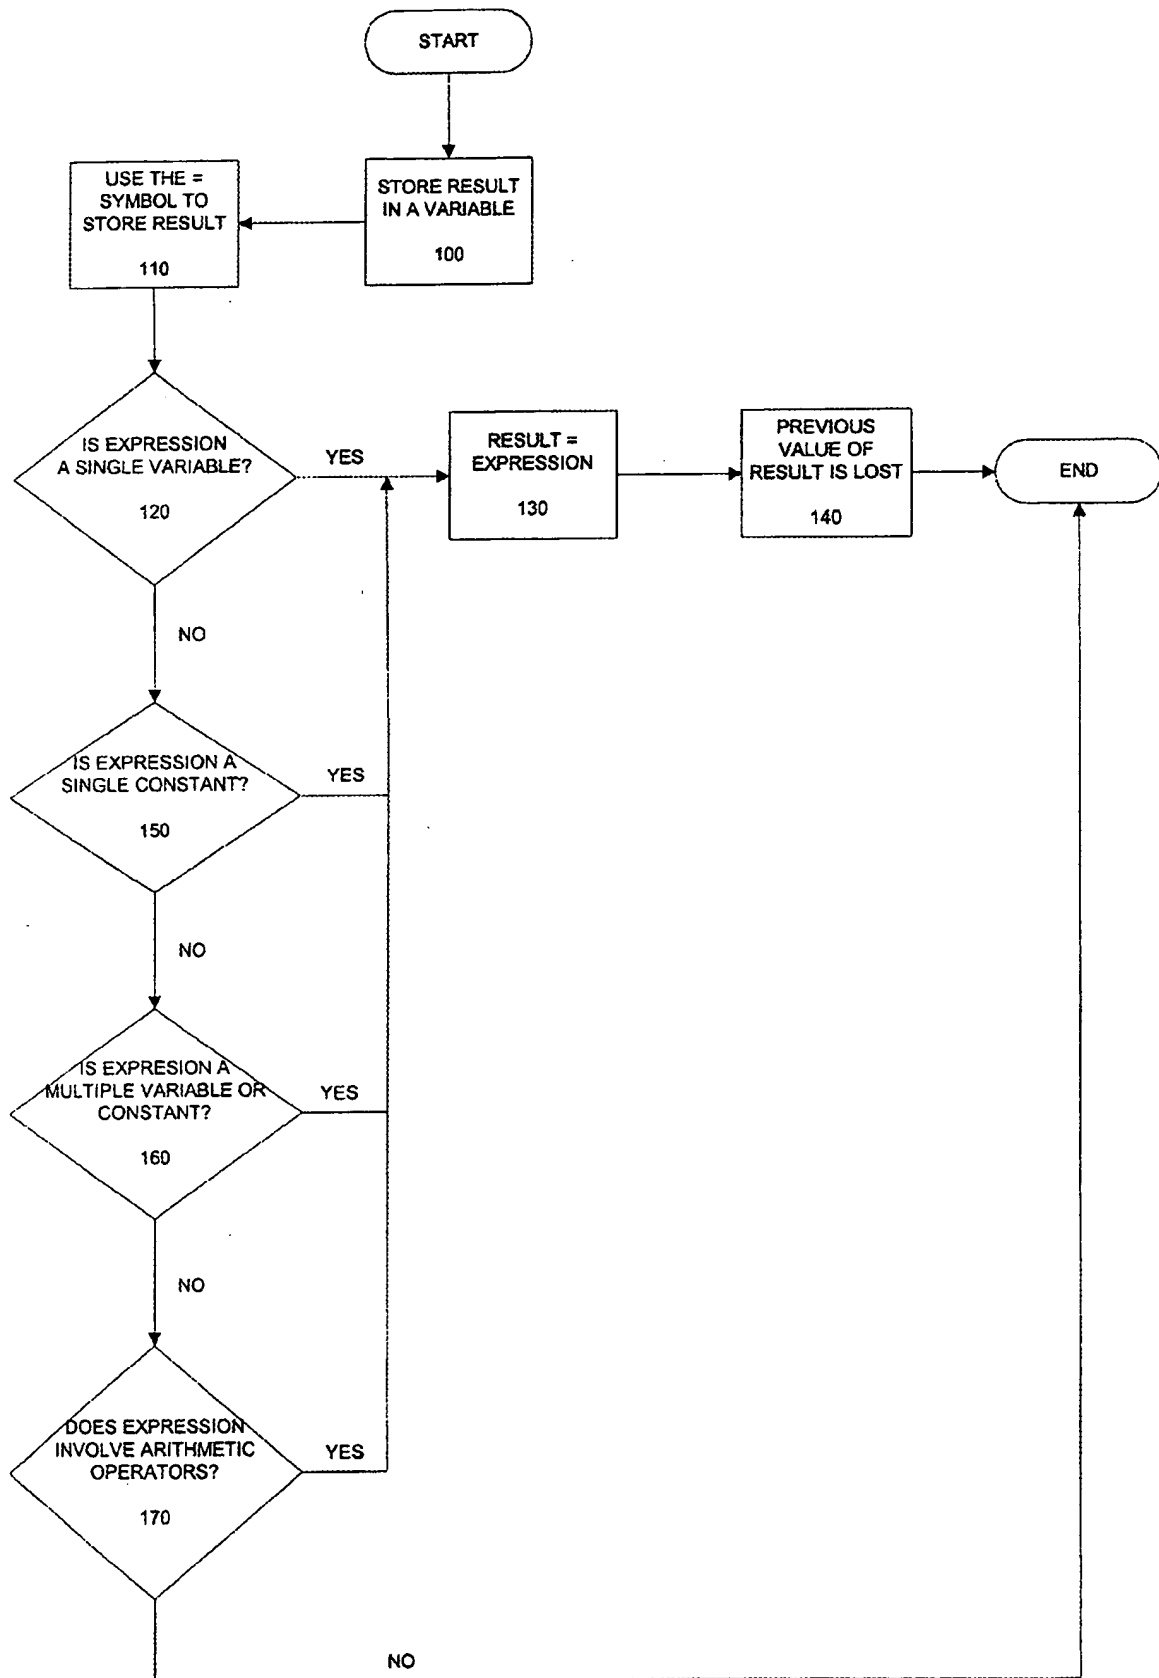 START
STORE RESULT
IN A VARIABLE
100
USE THE =
SYMBOL TO
STORE RESULT
110
IS EXPRESSION
A SINGLE VARIABLE?
120
YES
RESULT =
EXPRESSION
130
PREVIOUS
VALUE OF
RESULT IS LOST
140
END
NO
IS EXPRESSION A
SINGLE CONSTANT?
150
YES
NO
IS EXPRESION A
MULTIPLE VARIABLE OR
CONSTANT?
160
YES
NO
DOES EXPRESSION
INVOLVE ARITHMETIC
OPERATORS?
170
YES
NO